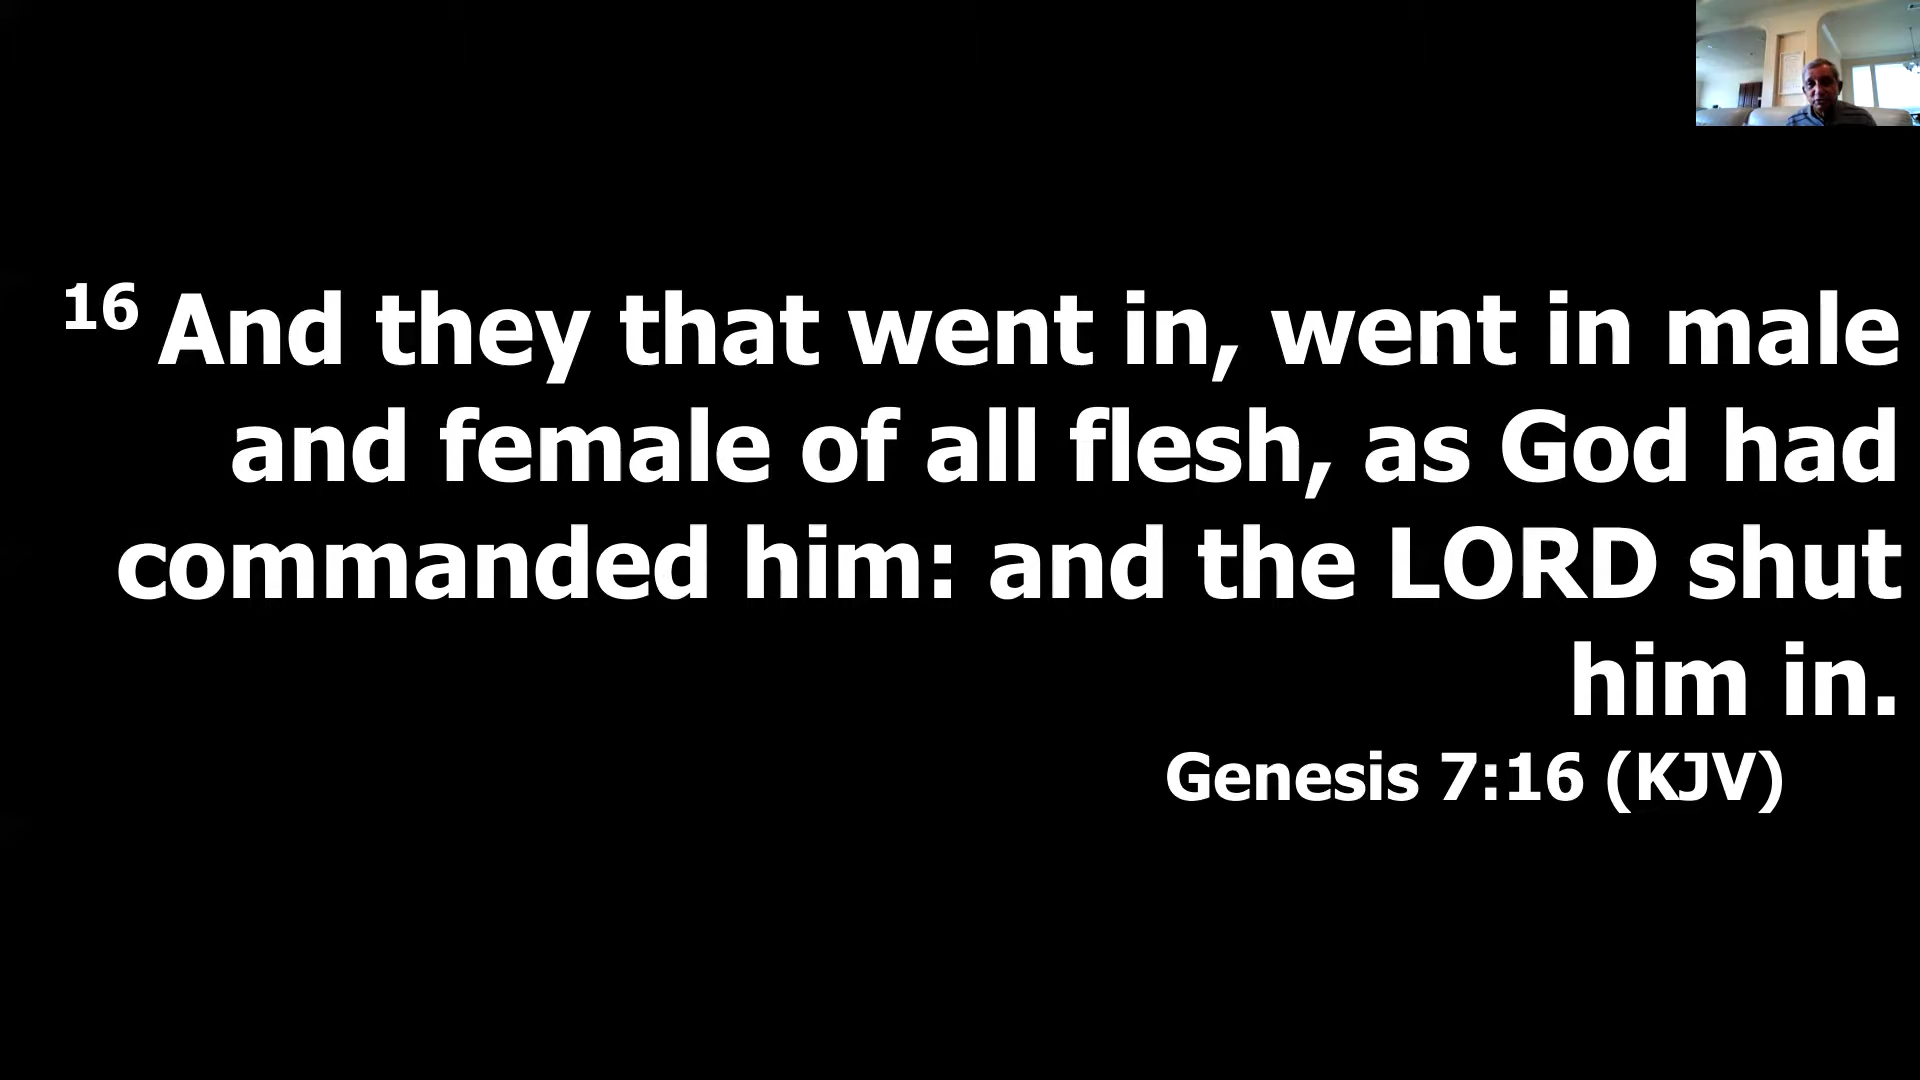 16 And they that went in, went in male
and female of all flesh, as God had
commanded him: and the LORD shut
him in.
Genesis 7:16 (KJV)